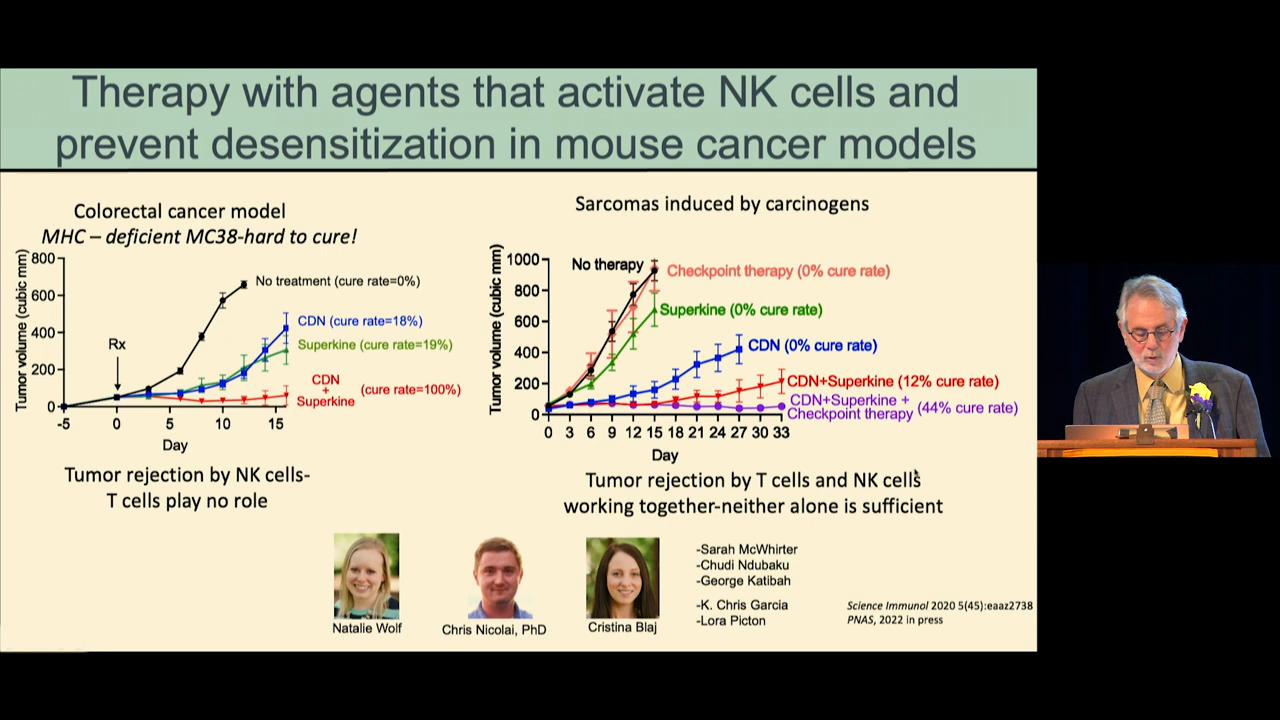 Therapy with agents that activate NK cells and
prevent desensitization in mouse cancer models
Colorectal cancer model
MHC – deficient MC38-hard to cure!
Tumor volume (cubic mm)
800
600
400
200
0
-5
0
5
10
15
Day
Rx
No treatment (cure rate=0%)
CDN (cure rate=18%)
Superkine (cure rate=19%)
CDN
+
Superkine
(cure rate=100%)
Tumor rejection by NK cells-
T cells play no role
Sarcomas induced by carcinogens
Tumor volume (cubic mm)
1000
800
600
400
200
0
0 3 6 9 12 15 18 21 24 27 30 33
Day
No therapy
Checkpoint therapy (0% cure rate)
Superkine (0% cure rate)
CDN (0% cure rate)
CDN+Superkine (12% cure rate)
CDN+Superkine +
Checkpoint therapy (44% cure rate)
Tumor rejection by T cells and NK cells
working together-neither alone is sufficient
Natalie Wolf
Chris Nicolai, PhD
Cristina Blaj
-Sarah McWhirter
-Chudi Ndubaku
-George Katibah
-K. Chris Garcia
-Lora Picton
Science Immunol 2020 5(45):eaaz2738
PNAS, 2022 in press